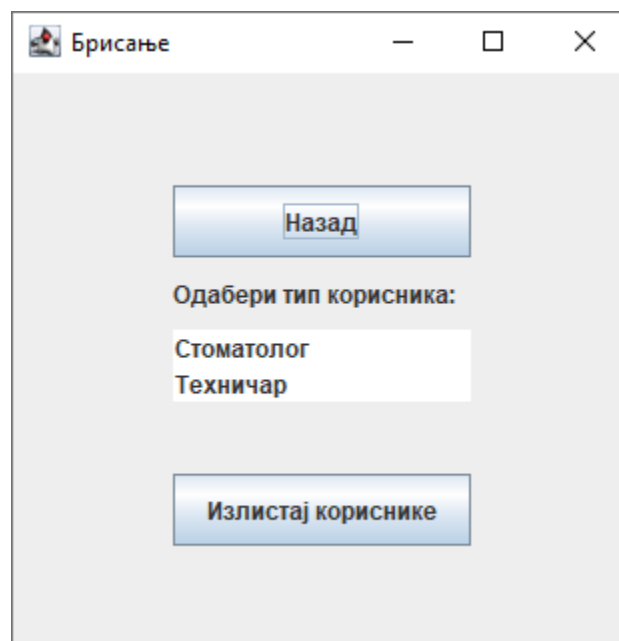 Брисање
Назад
Одабери тип корисника:
Стоматолог
Техничар
Излистај кориснике